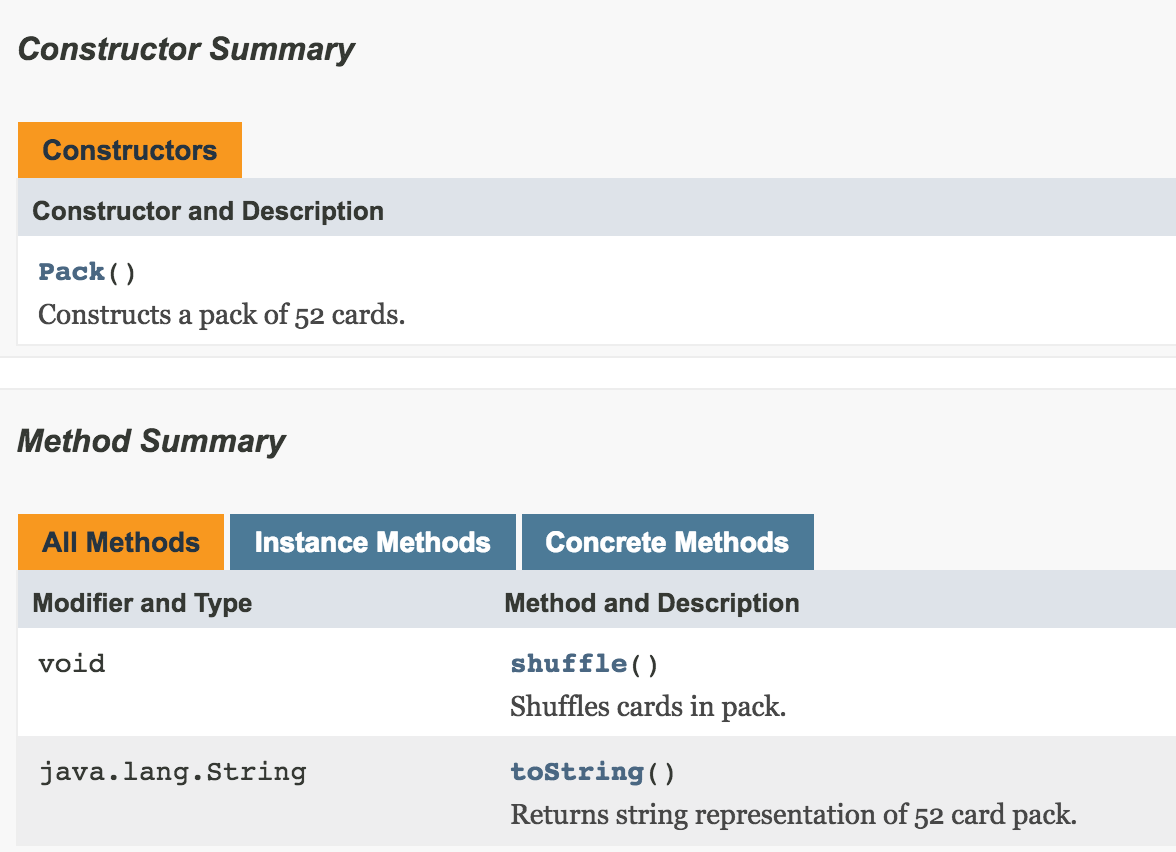 Constructor Summary
Constructors
Constructor and Description
Pack()
Constructs a pack of 52 cards.
Method Summary
All Methods Instance Methods Concrete Methods
Modifier and Type Method and Description
void shuffle()
Shuffles cards in pack.
java.lang.String toString()
Returns string representation of 52 card pack.